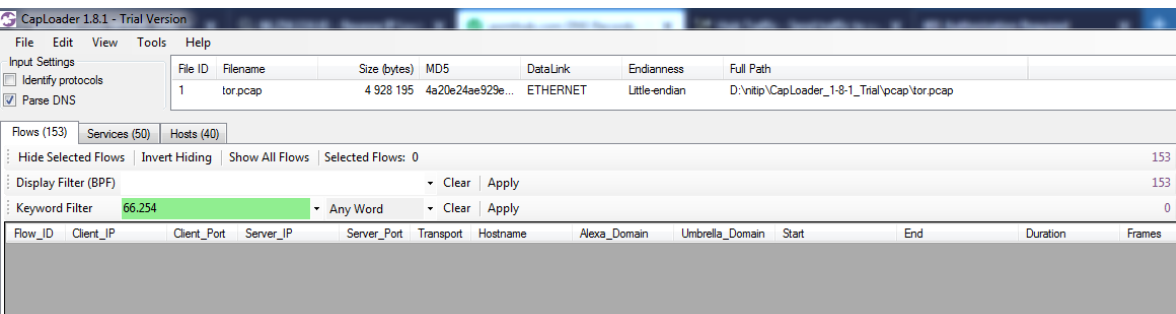 CapLoader 1.8.1 - Trial Version
File Edit View Tools Help
Input Settings
Identify protocols
Parse DNS
File ID Filename Size (bytes) MD5 DataLink Endianness Full Path
1 tor.pcap 4 928 195 4a20e24ae929e... ETHERNET Little-endian D:\nitip\CapLoader_1-8-1_Trial\pcap\tor.pcap
Flows (153) Services (50) Hosts (40)
Hide Selected Flows Invert Hiding Show All Flows Selected Flows: 0 153
Display Filter (BPF) Clear Apply 153
Keyword Filter 66.254 Any Word Clear Apply 0
Flow_ID Client_IP Client_Port Server_IP Server_Port Transport Hostname Alexa_Domain Umbrella_Domain Start End Duration Frames